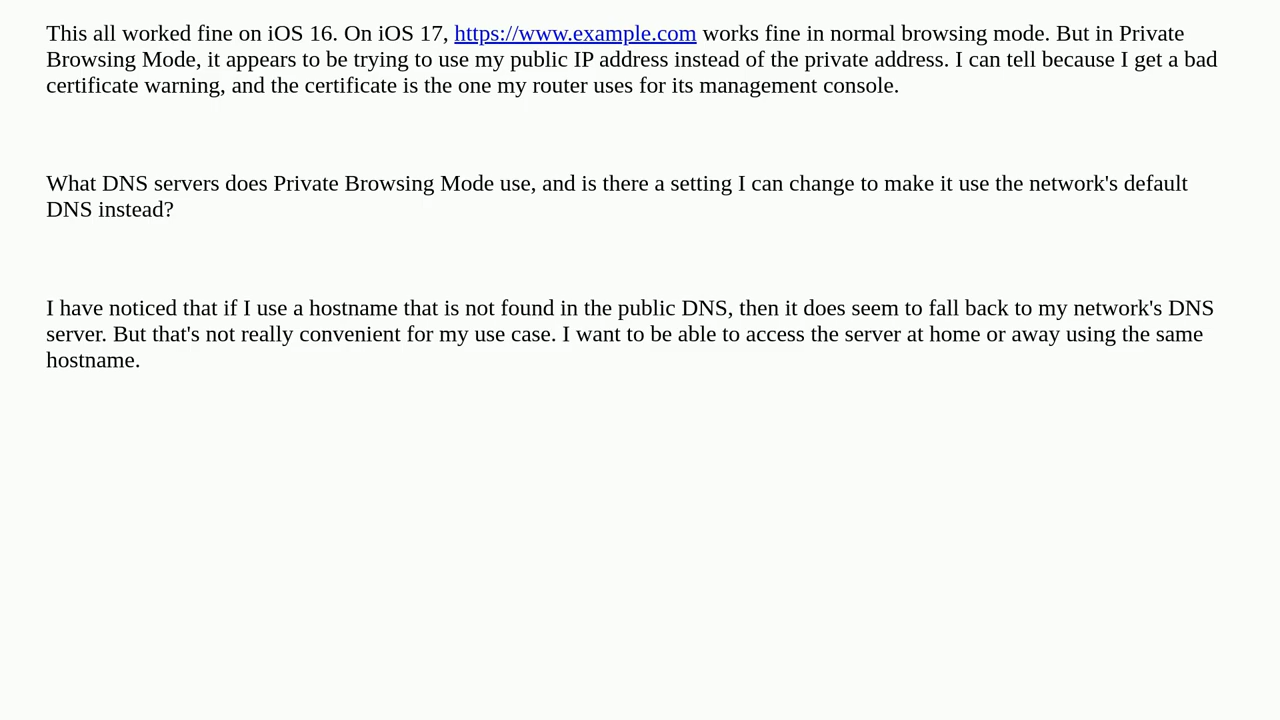 This all worked fine on iOS 16. On iOS 17, https://www.example.com works fine in normal browsing mode. But in Private
Browsing Mode, it appears to be trying to use my public IP address instead of the private address. I can tell because I get a bad
certificate warning, and the certificate is the one my router uses for its management console.
What DNS servers does Private Browsing Mode use, and is there a setting I can change to make it use the network's default
DNS instead?
I have noticed that if I use a hostname that is not found in the public DNS, then it does seem to fall back to my network's DNS
server. But that's not really convenient for my use case. I want to be able to access the server at home or away using the same
hostname.